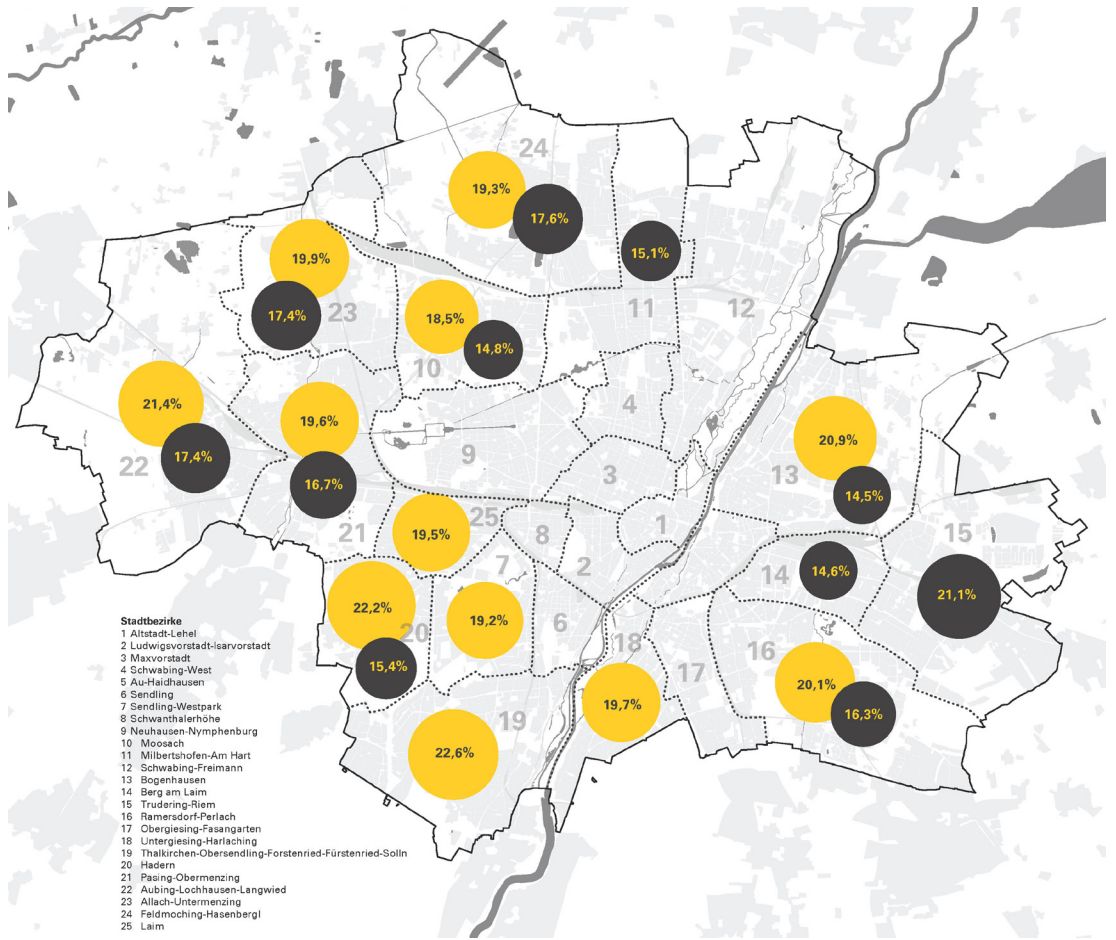 24
19,3%
17,6%
15,1%
19,9%
17,4%
23
18,5%
14,8%
10
11
12
21,4%
17,4%
22
19,6%
16,7%
21
9
4
3
20,9%
13
14,5%
15
19,5%
25
8
2
1
7
14
14,6%
21,1%
22,2%
20
15,4%
19,2%
6
18
17
16
19,7%
20,1%
16,3%
19
22,6%
Stadtbezirke
1 Altstadt-Lehel
2 Ludwigsvorstadt-Isarvorstadt
3 Maxvorstadt
4 Schwabing-West
5 Au-Haidhausen
6 Sendling
7 Sendling-Westpark
8 Schwanthalerhöhe
9 Neuhausen-Nymphenburg
10 Moosach
11 Milbertshofen-Am Hart
12 Schwabing-Freimann
13 Bogenhausen
14 Berg am Laim
15 Trudering-Riem
16 Ramersdorf-Perlach
17 Obergiesing-Fasangarten
18 Untergiesing-Harlaching
19 Thalkirchen-Obersendling-Forstenried-Fürstenried-Solln
20 Hadern
21 Pasing-Obermenzing
22 Aubing-Lochhausen-Langwied
23 Allach-Untermenzing
24 Feldmoching-Hasenbergl
25 Laim